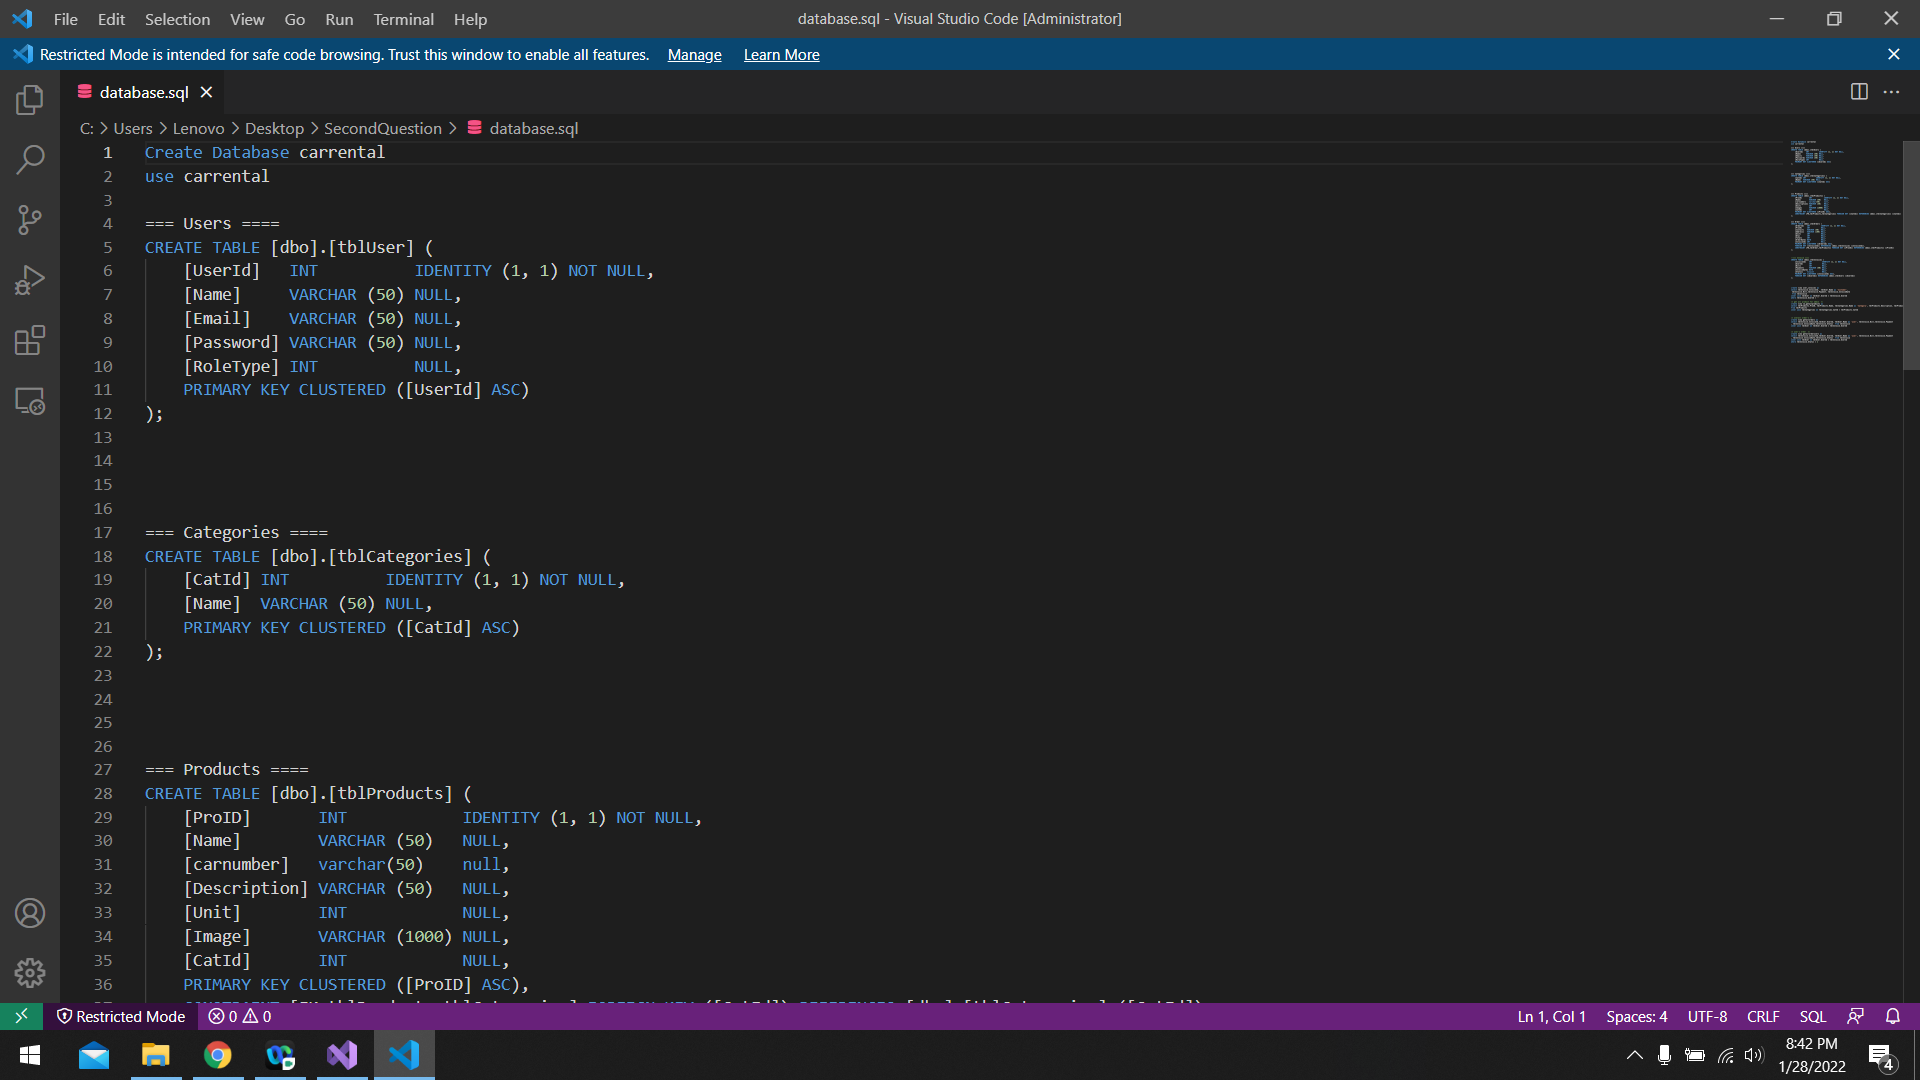 File Edit Selection View Go Run Terminal Help
database.sql - Visual Studio Code [Administrator]
Restricted Mode is intended for safe code browsing. Trust this window to enable all features. Manage Learn More
database.sql
C: > Users > Lenovo > Desktop > SecondQuestion > database.sql
1 Create Database carrental
2 use carrental
3
4 === Users ====
5 CREATE TABLE [dbo].[tblUser] (
6 [UserId] INT IDENTITY (1, 1) NOT NULL,
7 [Name] VARCHAR (50) NULL,
8 [Email] VARCHAR (50) NULL,
9 [Password] VARCHAR (50) NULL,
10 [RoleType] INT NULL,
11 PRIMARY KEY CLUSTERED ([UserId] ASC)
12 );
13
14
15
16
17 === Categories ====
18 CREATE TABLE [dbo].[tblCategories] (
19 [CatId] INT IDENTITY (1, 1) NOT NULL,
20 [Name] VARCHAR (50) NULL,
21 PRIMARY KEY CLUSTERED ([CatId] ASC)
22 );
23
24
25
26
27 === Products ====
28 CREATE TABLE [dbo].[tblProducts] (
29 [ProID] INT IDENTITY (1, 1) NOT NULL,
30 [Name] VARCHAR (50) NULL,
31 [carnumber] varchar(50) null,
32 [Description] VARCHAR (50) NULL,
33 [Unit] INT NULL,
34 [Image] VARCHAR (1000) NULL,
35 [CatId] INT NULL,
36 PRIMARY KEY CLUSTERED ([ProID] ASC),
Restricted Mode 0 0 Ln 1, Col 1 Spaces: 4 UTF-8 CRLF SQL
8:42 PM
1/28/2022
4